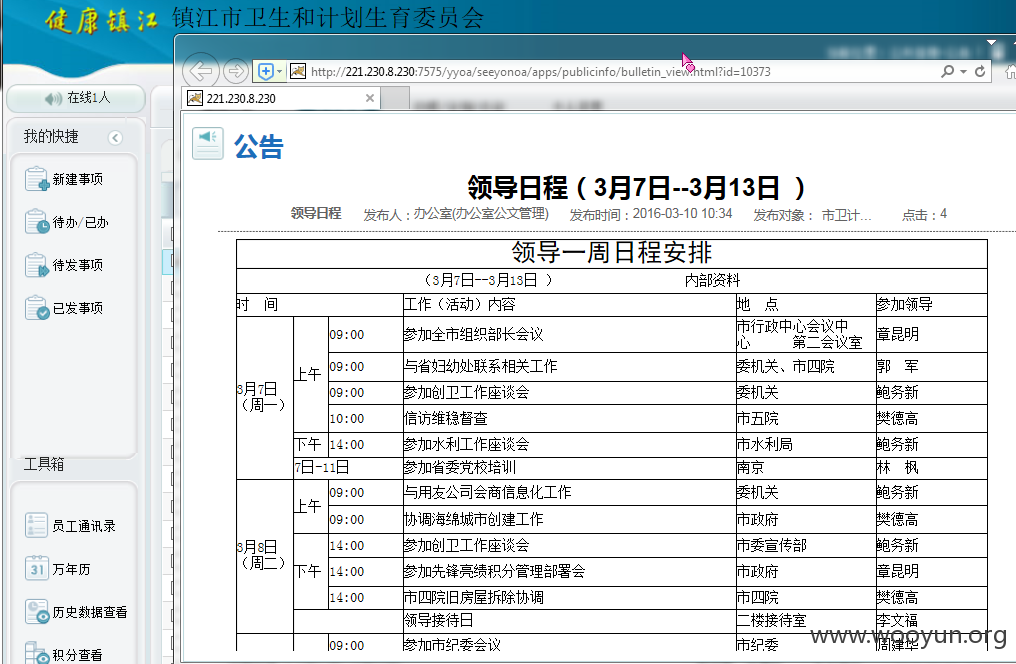 健康镇江 镇江市卫生和计划生育委员会
在线1人
我的快捷
新建事项
待办/已办
待发事项
已发事项
工具箱
员工通讯录
31 万年历
历史数据查看
积分查看
http://221.230.8.230:7575/yyoa/seeyonoa/apps/publicinfo/bulletin_view.html?id=10373
221.230.8.230
公告
领导日程（3月7日--3月13日 ）
领导日程 发布人：办公室(办公室公文管理) 发布时间：2016-03-10 10:34 发布对象： 市卫计... 点击：4
领导一周日程安排
（3月7日--3月13日 ） 内部资料
时 间 工作（活动）内容 地 点 参加领导
3月7日（周一） 上午 09:00 参加全市组织部长会议 市行政中心会议中心 第二会议室 章昆明
09:00 与省妇幼处联系相关工作 委机关、市四院 郭 军
09:00 参加创卫工作座谈会 委机关 鲍务新
10:00 信访维稳督查 市五院 樊德高
下午 14:00 参加水利工作座谈会 市水利局 鲍务新
7日-11日 参加省委党校培训 南京 林 枫
3月8日（周二） 上午 09:00 与用友公司会商信息化工作 委机关 鲍务新
09:00 协调海绵城市创建工作 市政府 樊德高
下午 14:00 参加创卫工作座谈会 市委宣传部 鲍务新
14:00 参加先锋亮绩积分管理部署会 市政府 章昆明
14:00 市四院旧房屋拆除协调 市四院 樊德高
领导接待日 二楼接待室 李文福
09:00 参加市纪委会议 市纪委 周建华
www.wooyun.org